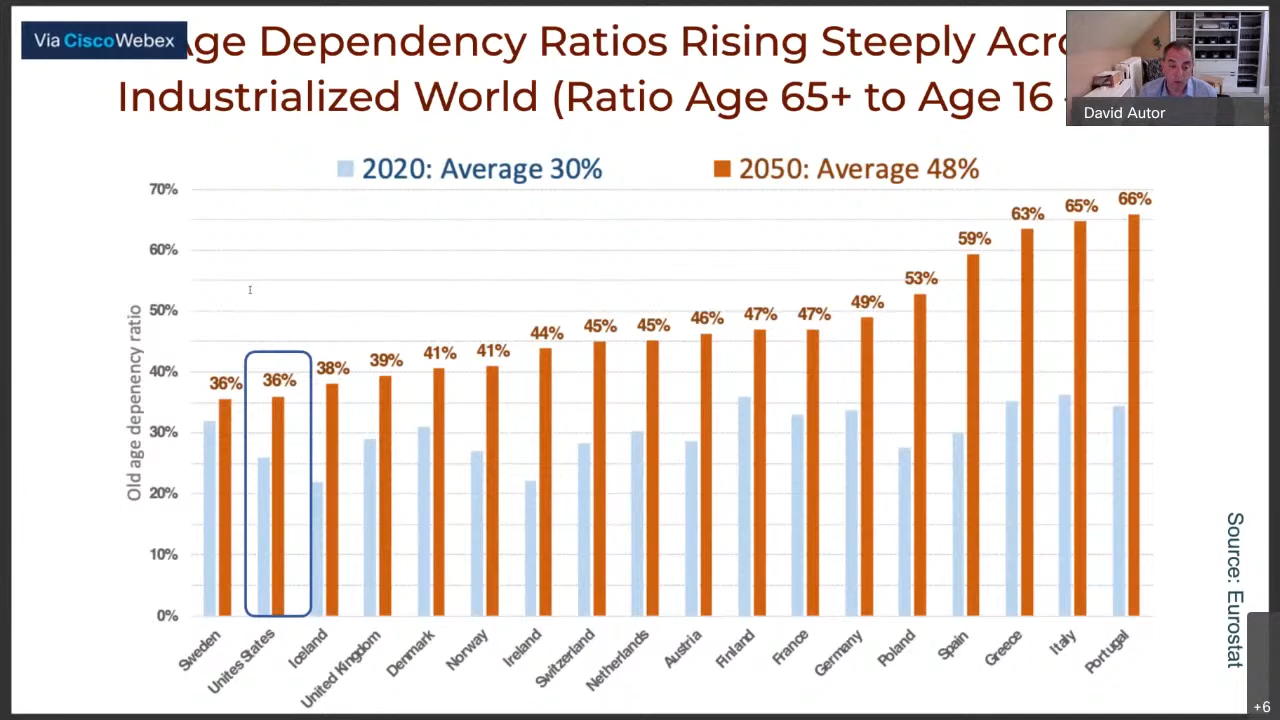 Via Cisco Webex
Age Dependency Ratios Rising Steeply Acro
Industrialized World (Ratio Age 65+ to Age 16
David Autor
2020: Average 30%
2050: Average 48%
70%
60%
50%
40%
30%
20%
10%
0%
Old age depenency ratio
36%
36%
38%
39%
41%
41%
44%
45%
45%
46%
47%
47%
49%
53%
59%
63%
65%
66%
Sweden
Unites States
Iceland
United Kingdom
Denmark
Norway
Ireland
Switzerland
Netherlands
Austria
Finland
France
Germany
Poland
Spain
Greece
Italy
Portugal
Source: Eurostat
+6